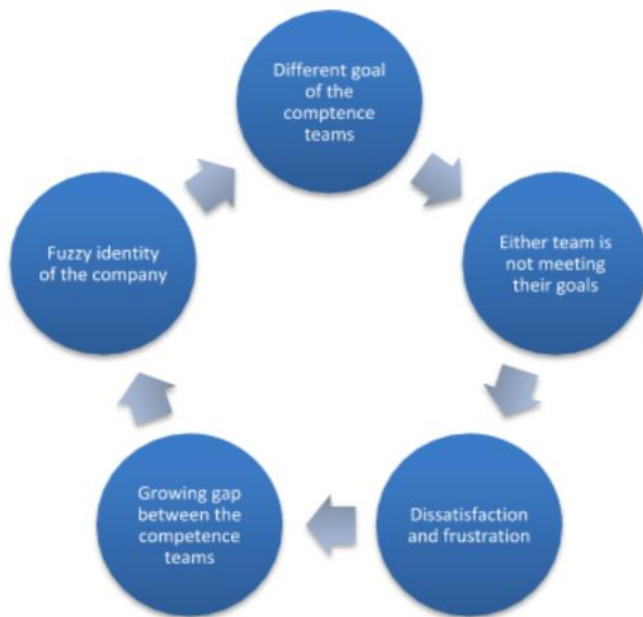 Different goal
of the
comptence
teams
Either team is
not meeting
their goals
Dissatisfaction
and frustration
Growing gap
between the
competence
teams
Fuzzy identity
of the company